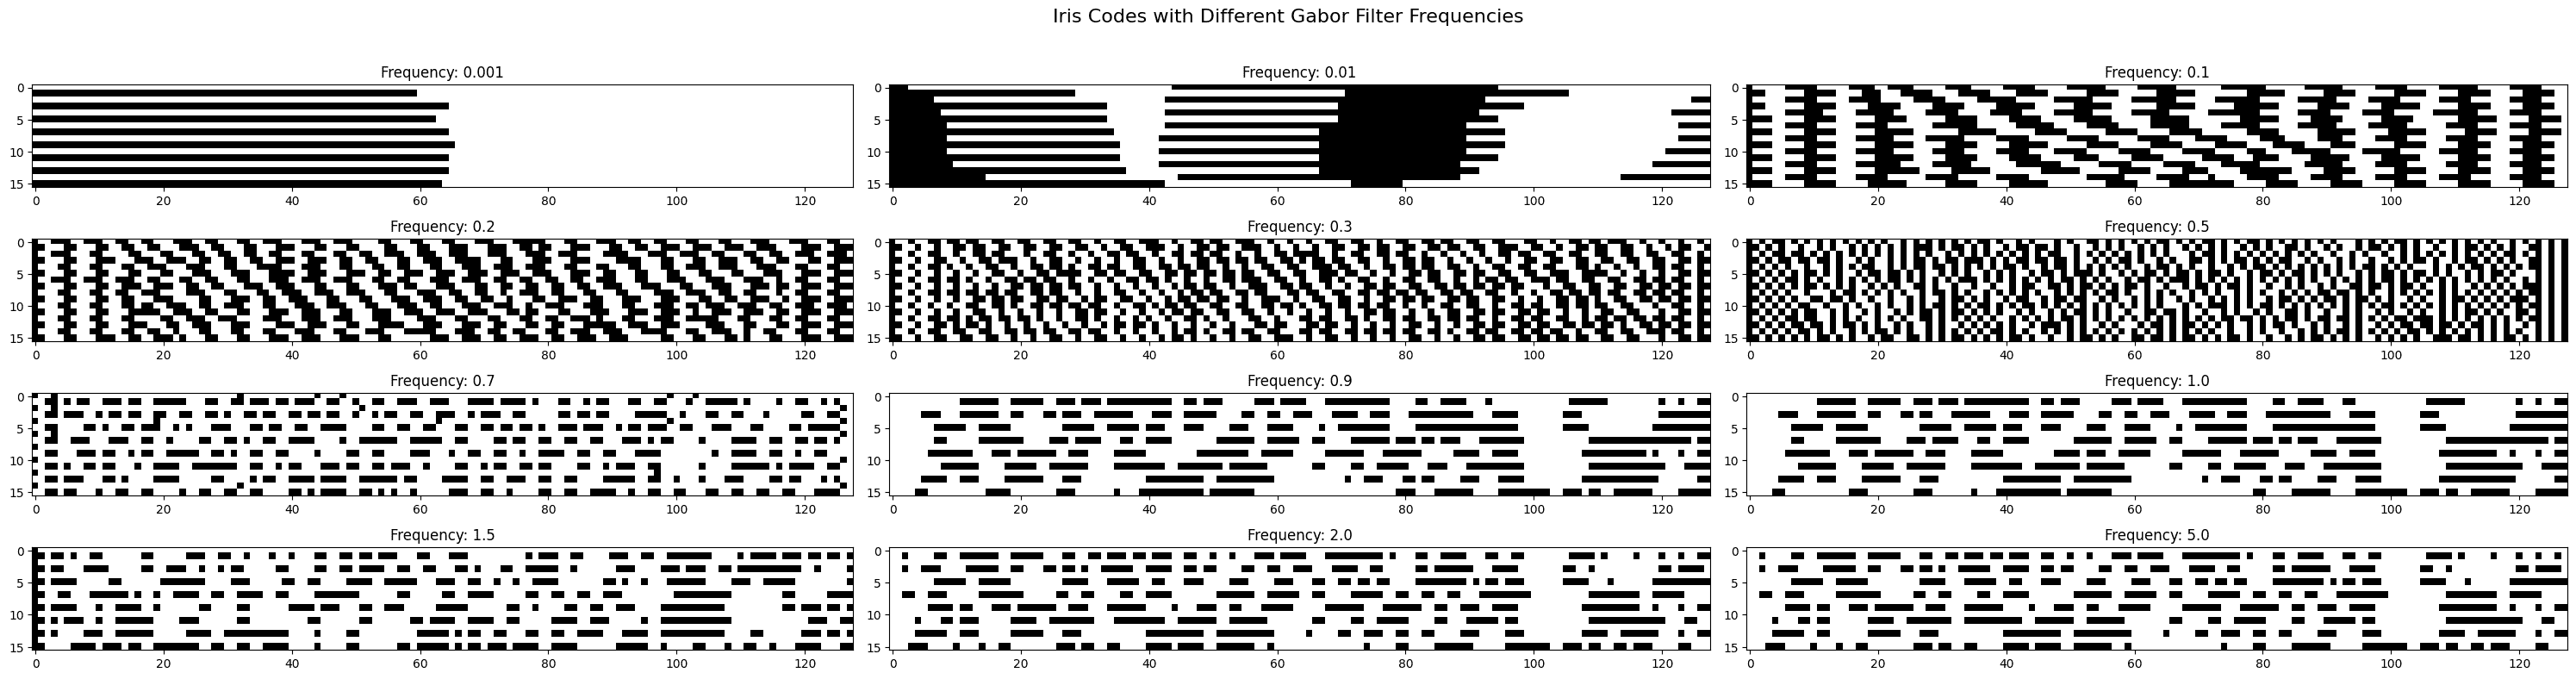 Iris Codes with Different Gabor Filter Frequencies
Frequency: 0.001
0
5
10
15
0 20 40 60 80 100 120
Frequency: 0.01
0
5
10
15
0 20 40 60 80 100 120
Frequency: 0.1
0
5
10
15
0 20 40 60 80 100 120
Frequency: 0.2
0
5
10
15
0 20 40 60 80 100 120
Frequency: 0.3
0
5
10
15
0 20 40 60 80 100 120
Frequency: 0.5
0
5
10
15
0 20 40 60 80 100 120
Frequency: 0.7
0
5
10
15
0 20 40 60 80 100 120
Frequency: 0.9
0
5
10
15
0 20 40 60 80 100 120
Frequency: 1.0
0
5
10
15
0 20 40 60 80 100 120
Frequency: 1.5
0
5
10
15
0 20 40 60 80 100 120
Frequency: 2.0
0
5
10
15
0 20 40 60 80 100 120
Frequency: 5.0
0
5
10
15
0 20 40 60 80 100 120